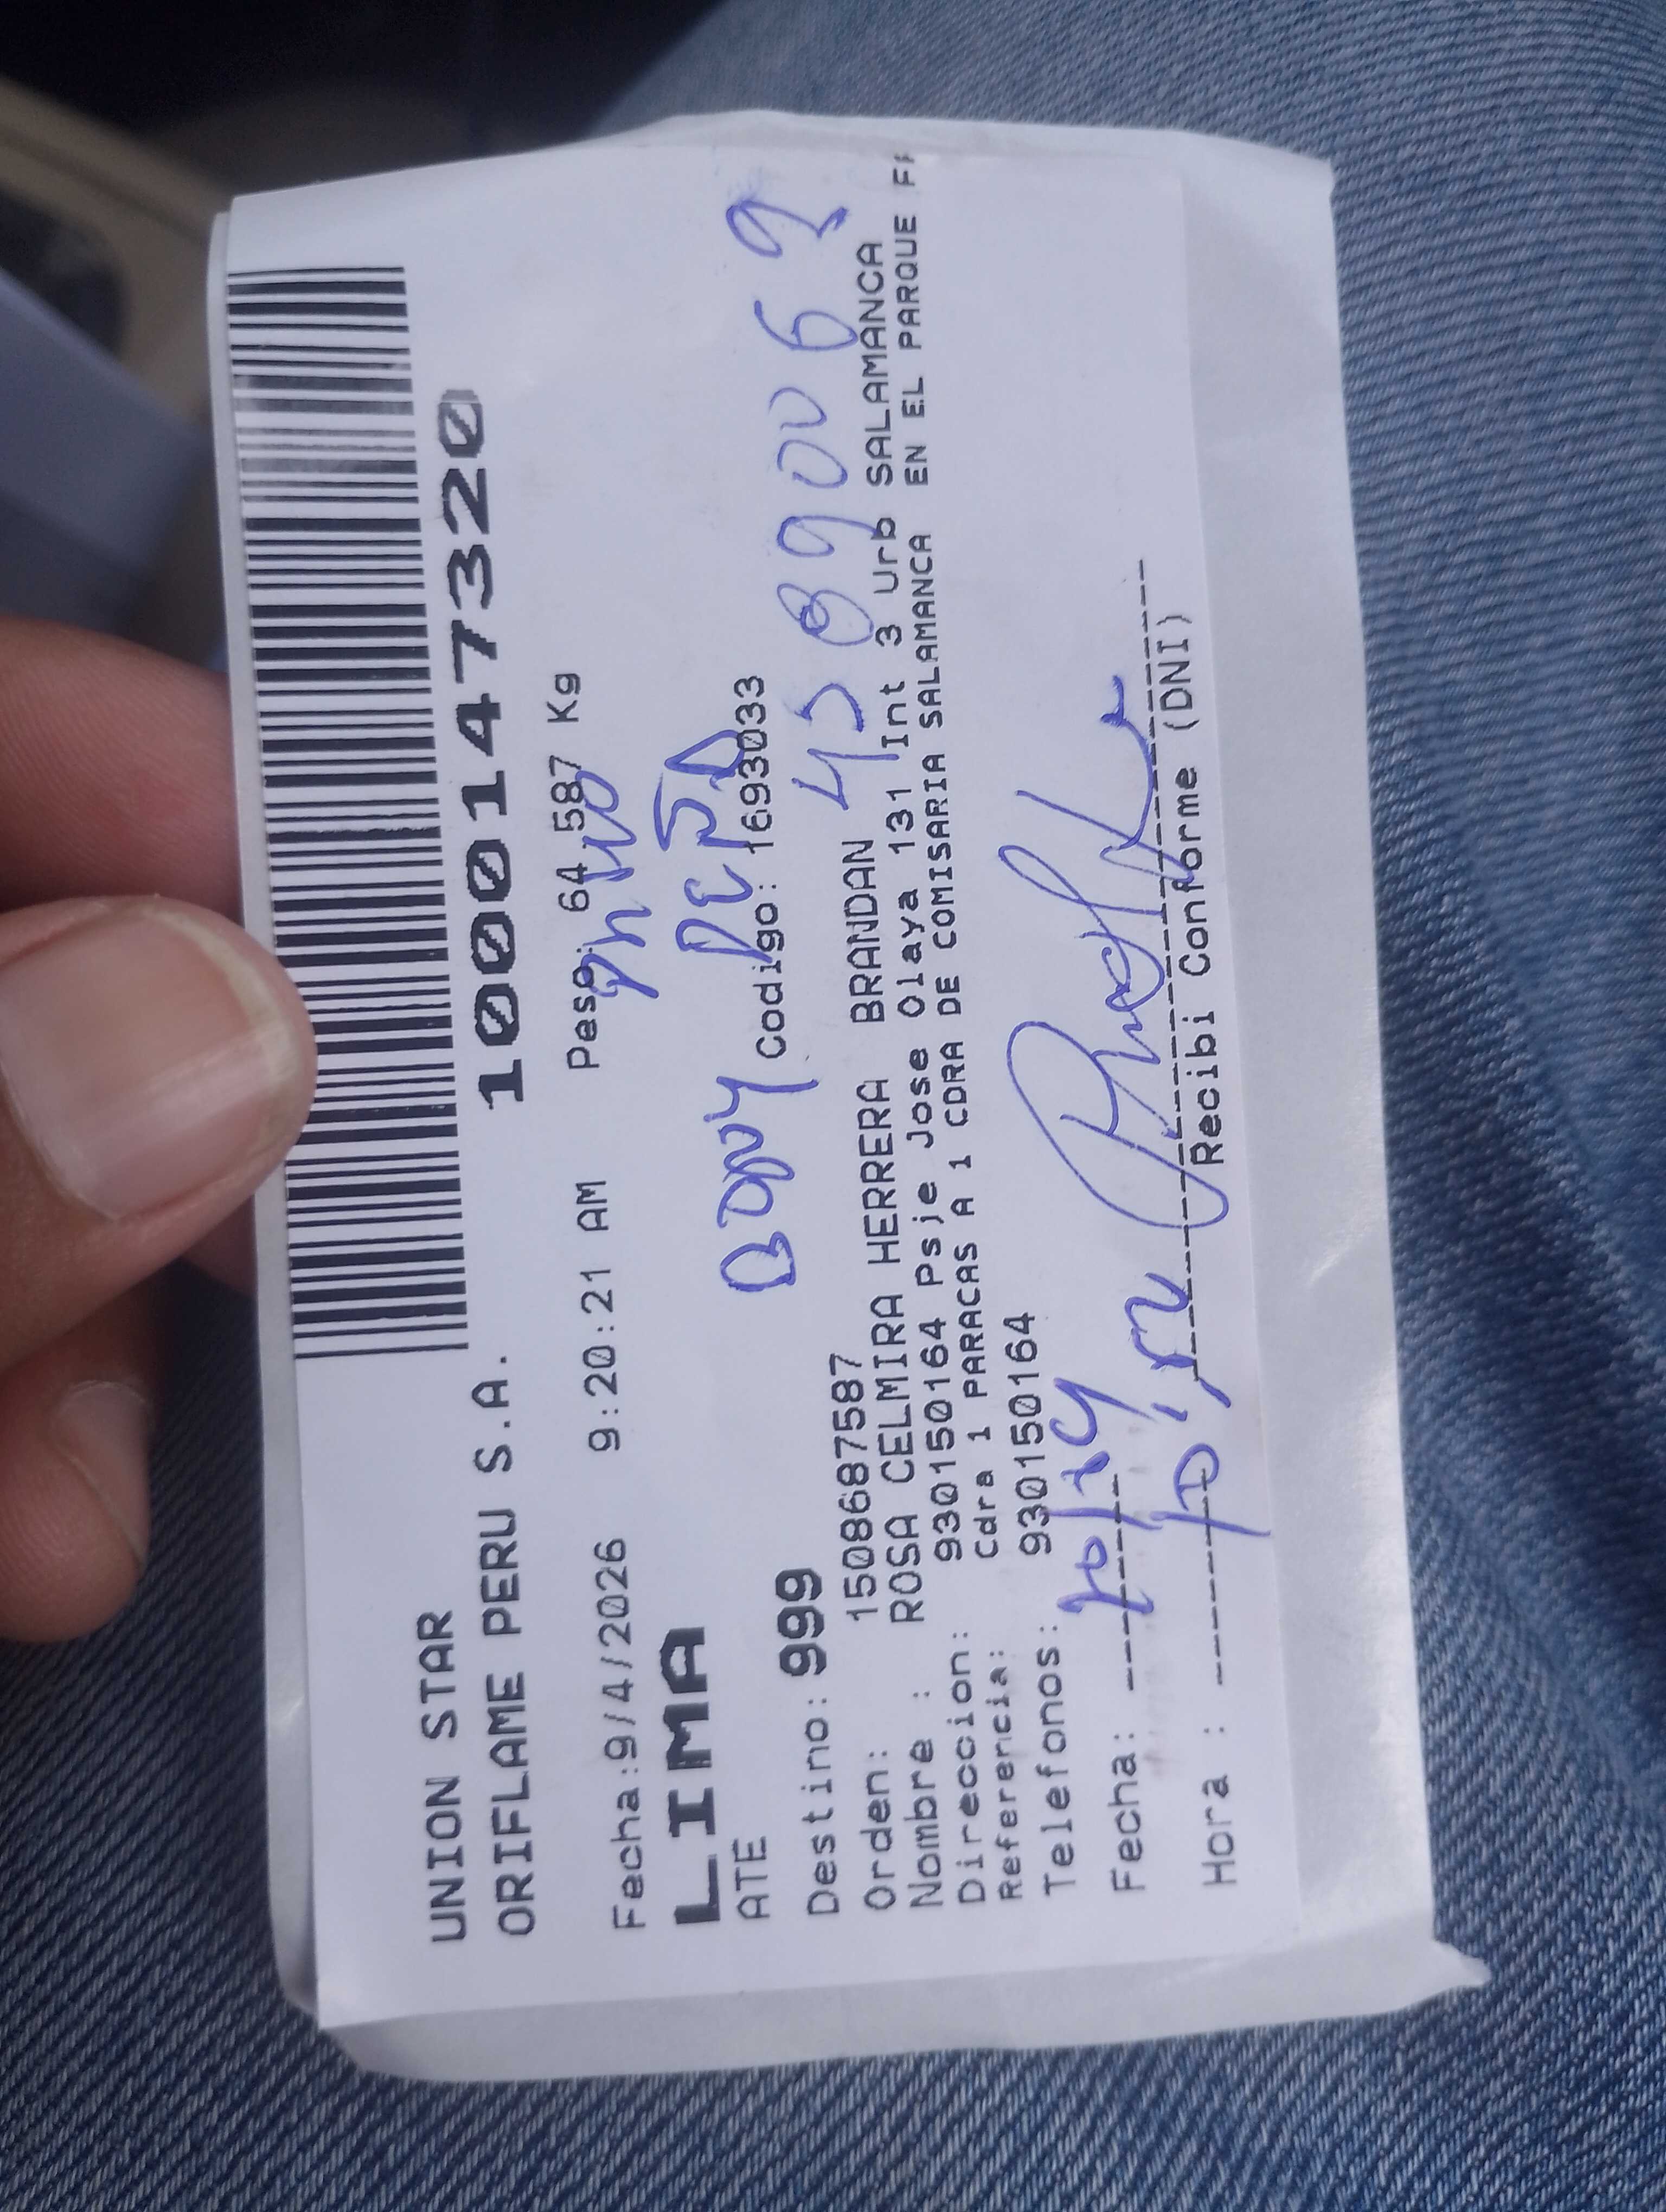 UNION STAR
ORIFLAME PERU S.A. 1000147320
Fecha:9/4/2026 9:20:21 AM Peso: 64.587 Kg
LIMA
ATE
Destino: 999 Codigo: 1693033
45890069
Orden: 1508687587
Nombre : ROSA CELMIRA HERRERA BRANDAN
Direccion: 930150164 Psje Jose Olaya 131 Int 3 Urb SALAMANCA
Referencia: Cdra 1 PARACAS A 1 CDRA DE COMISARIA SALAMANCA EN EL PARQUE
Telefonos: 930150164
Fecha:
Hora : Recibi Conforme (DNI)